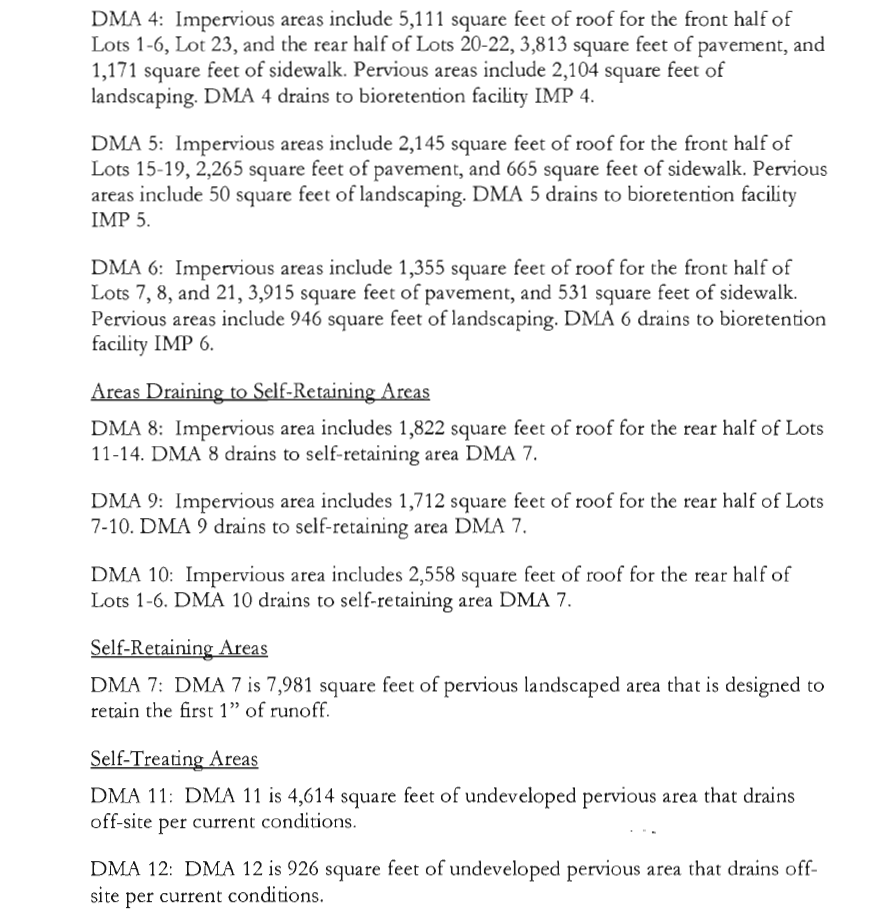 DMA 4: Impervious areas include 5,111 square feet of roof for the front half of
Lots 1-6, Lot 23, and the rear half of Lots 20-22, 3,813 square feet of pavement, and
1,171 square feet of sidewalk. Pervious areas include 2,104 square feet of
landscaping. DMA 4 drains to bioretention facility IMP 4.
DMA 5: Impervious areas include 2,145 square feet of roof for the front half of
Lots 15-19, 2,265 square feet of pavement, and 665 square feet of sidewalk. Pervious
areas include 50 square feet of landscaping. DMA 5 drains to bioretention facility
IMP 5.
DMA 6: Impervious areas include 1,355 square feet of roof for the front half of
Lots 7, 8, and 21, 3,915 square feet of pavement, and 531 square feet of sidewalk.
Pervious areas include 946 square feet of landscaping. DMA 6 drains to bioretention
facility IMP 6.
Areas Draining to Self-Retaining Areas
DMA 8: Impervious area includes 1,822 square feet of roof for the rear half of Lots
11-14. DMA 8 drains to self-retaining area DMA 7.
DMA 9: Impervious area includes 1,712 square feet of roof for the rear half of Lots
7-10. DMA 9 drains to self-retaining area DMA 7.
DMA 10: Impervious area includes 2,558 square feet of roof for the rear half of
Lots 1-6. DMA 10 drains to self-retaining area DMA 7.
Self-Retaining Areas
DMA 7: DMA 7 is 7,981 square feet of pervious landscaped area that is designed to
retain the first 1” of runoff.
Self-Treating Areas
DMA 11: DMA 11 is 4,614 square feet of undeveloped pervious area that drains
off-site per current conditions.
DMA 12: DMA 12 is 926 square feet of undeveloped pervious area that drains off-
site per current conditions.